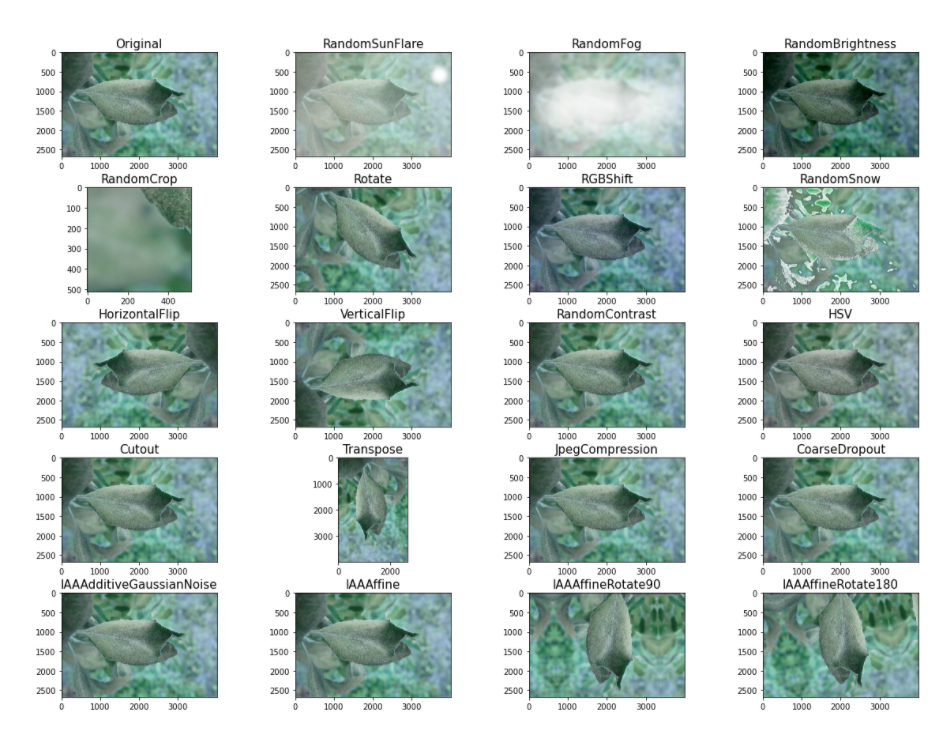 Original RandomSunFlare RandomFog RandomBrightness
0 0 0 0
500 500 500 500
1000 1000 1000 1000
1500 1500 1500 1500
2000 2000 2000 2000
2500 2500 2500 2500
0 1000 2000 3000 0 1000 2000 3000 0 1000 2000 3000 0 1000 2000 3000
RandomCrop Rotate RGBShift RandomSnow
0 0 0 0
100 500 500 500
200 1000 1000 1000
300 1500 1500 1500
400 2000 2000 2000
500 2500 2500 2500
0 200 400 0 1000 2000 3000 0 1000 2000 3000 0 1000 2000 3000
HorizontalFlip VerticalFlip RandomContrast HSV
0 0 0 0
500 500 500 500
1000 1000 1000 1000
1500 1500 1500 1500
2000 2000 2000 2000
2500 2500 2500 2500
0 1000 2000 3000 0 1000 2000 3000 0 1000 2000 3000 0 1000 2000 3000
Cutout Transpose JpegCompression CoarseDropout
0 0 0 0
500 500 500
1000 1000 1000 1000
1500 1500 1500
2000 2000 2000 2000
2500 3000 2500 2500
0 1000 2000 3000 0 2000 0 1000 2000 3000 0 1000 2000 3000
IAAAdditiveGaussianNoise IAAAffine IAAAffineRotate90 IAAAffineRotate180
0 0 0 0
500 500 500 500
1000 1000 1000 1000
1500 1500 1500 1500
2000 2000 2000 2000
2500 2500 2500 2500
0 1000 2000 3000 0 1000 2000 3000 0 1000 2000 3000 0 1000 2000 3000